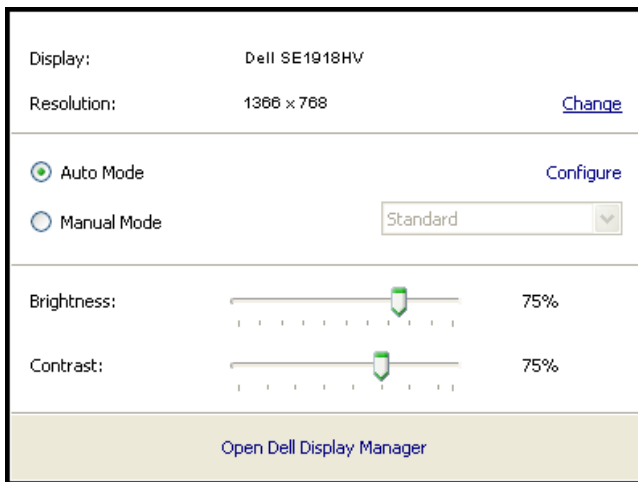 Display: Dell SE1918HV
Resolution: 1366 x 768 Change
Auto Mode Configure
Manual Mode Standard
Brightness: 75%
Contrast: 75%
Open Dell Display Manager